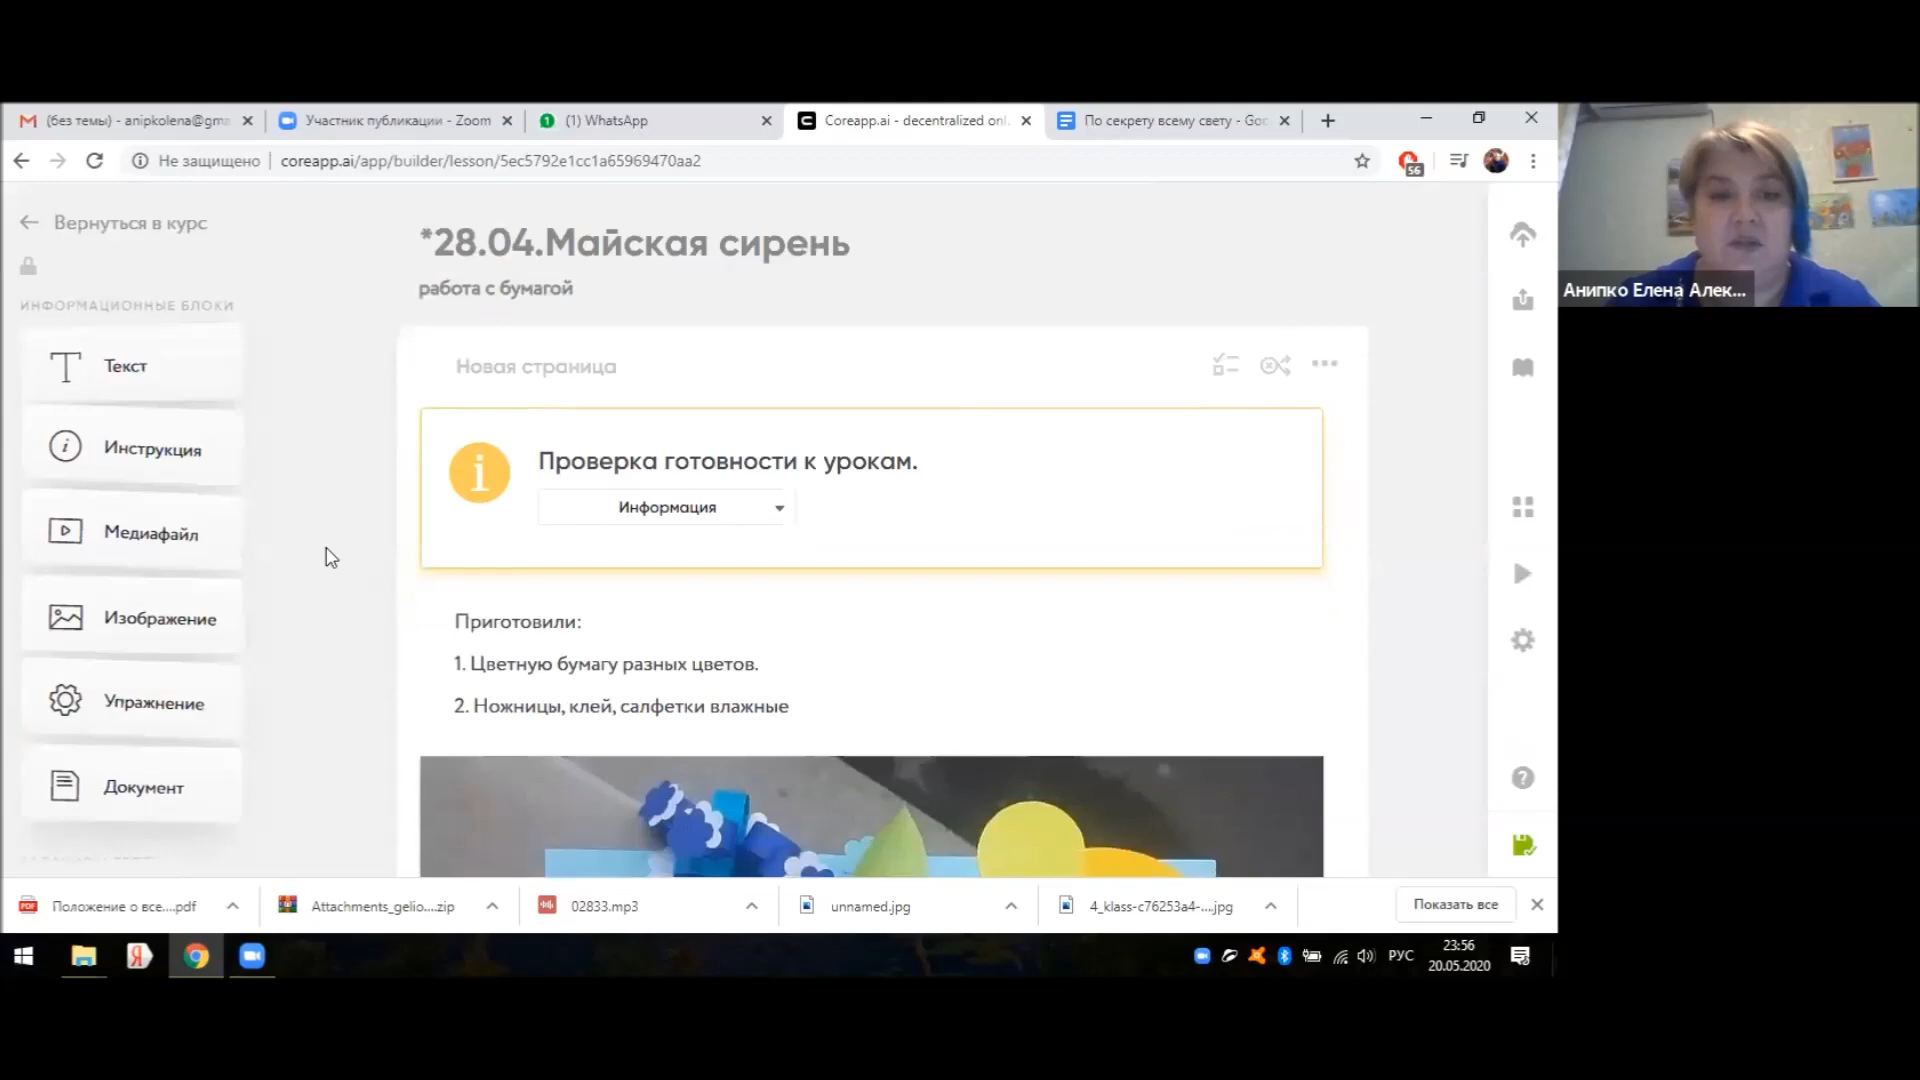 (без темы) - anipkolena@gma
Участник публикации - Zoom
(1) WhatsApp
Coreapp.ai - decentralized onl
По секрету всему свету - Goo
Не защищено
coreapp.ai/app/builder/lesson/5ec5792e1cc1a65969470aa2
56
Вернуться в курс
*28.04.Майская сирень
работа с бумагой
ИНФОРМАЦИОННЫЕ БЛОКИ
Текст
Инструкция
Медиафайл
Изображение
Упражнение
Документ
Новая страница
Проверка готовности к урокам.
Информация
Приготовили:
1. Цветную бумагу разных цветов.
2. Ножницы, клей, салфетки влажные
Анипко Елена Алек...
Положение о все....pdf
Attachments_gelio....zip
02833.mp3
unnamed.jpg
4_klass-c76253a4-....jpg
Показать все
РУС
23:56
20.05.2020